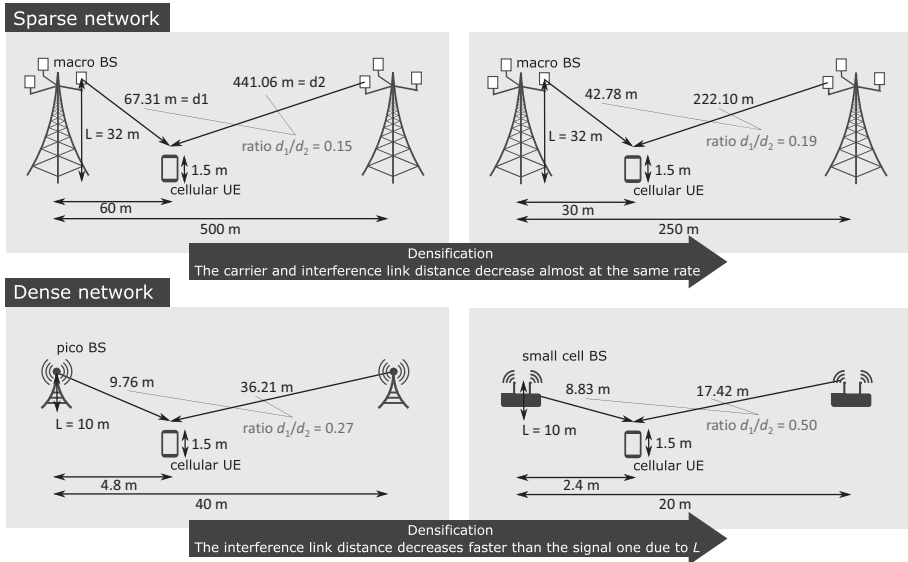 Sparse network
macro BS
67.31 m = d1
441.06 m = d2
L = 32 m
ratio d₁/d₂ = 0.15
1.5 m
cellular UE
60 m
500 m
macro BS
42.78 m
222.10 m
L = 32 m
ratio d₁/d₂ = 0.19
1.5 m
cellular UE
30 m
250 m
Densification
The carrier and interference link distance decrease almost at the same rate
Dense network
pico BS
9.76 m
36.21 m
L = 10 m
ratio d₁/d₂ = 0.27
1.5 m
cellular UE
4.8 m
40 m
small cell BS
8.83 m
17.42 m
L = 10 m
ratio d₁/d₂ = 0.50
1.5 m
cellular UE
2.4 m
20 m
Densification
The interference link distance decreases faster than the signal one due to L